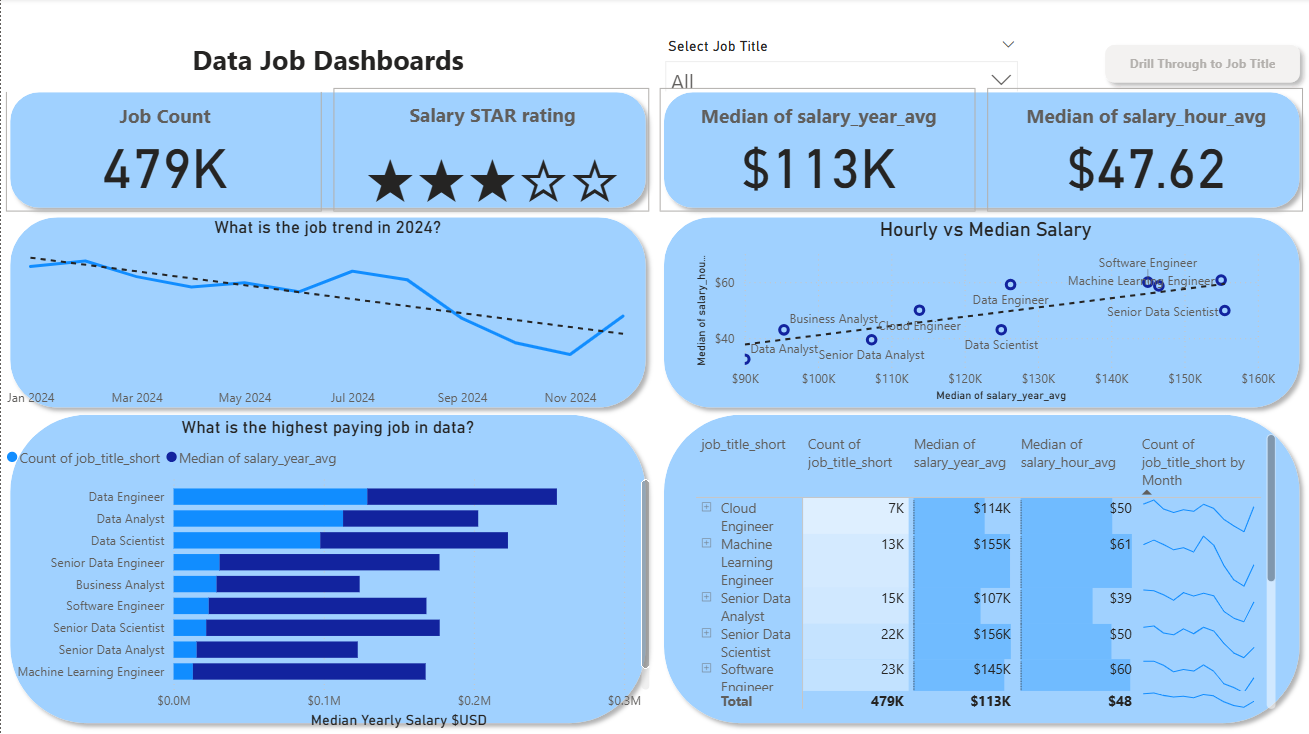 Data Job Dashboards
Select Job Title
All
Drill Through to Job Title
Job Count
479K
Salary STAR rating
Median of salary_year_avg
$113K
Median of salary_hour_avg
$47.62
What is the job trend in 2024?
Jan 2024
Mar 2024
May 2024
Jul 2024
Sep 2024
Nov 2024
Hourly vs Median Salary
Median of salary_hou...
$60
$40
Software Engineer
Machine Learning Engineer
Data Engineer
Senior Data Scientist
Business Analyst
Cloud Engineer
Data Analyst
Senior Data Analyst
Data Scientist
$90K
$100K
$110K
$120K
$130K
$140K
$150K
$160K
Median of salary_year_avg
What is the highest paying job in data?
Count of job_title_short
Median of salary_year_avg
Data Engineer
Data Analyst
Data Scientist
Senior Data Engineer
Business Analyst
Software Engineer
Senior Data Scientist
Senior Data Analyst
Machine Learning Engineer
$0.0M
$0.1M
$0.2M
$0.3M
Median Yearly Salary $USD
job_title_short
Count of
job_title_short
Median of
salary_year_avg
Median of
salary_hour_avg
Count of
job_title_short by
Month
Cloud
Engineer
7K
$114K
$50
Machine
Learning
Engineer
13K
$155K
$61
Senior Data
Analyst
15K
$107K
$39
Senior Data
Scientist
22K
$156K
$50
Software
Engineer
23K
$145K
$60
Total
479K
$113K
$48